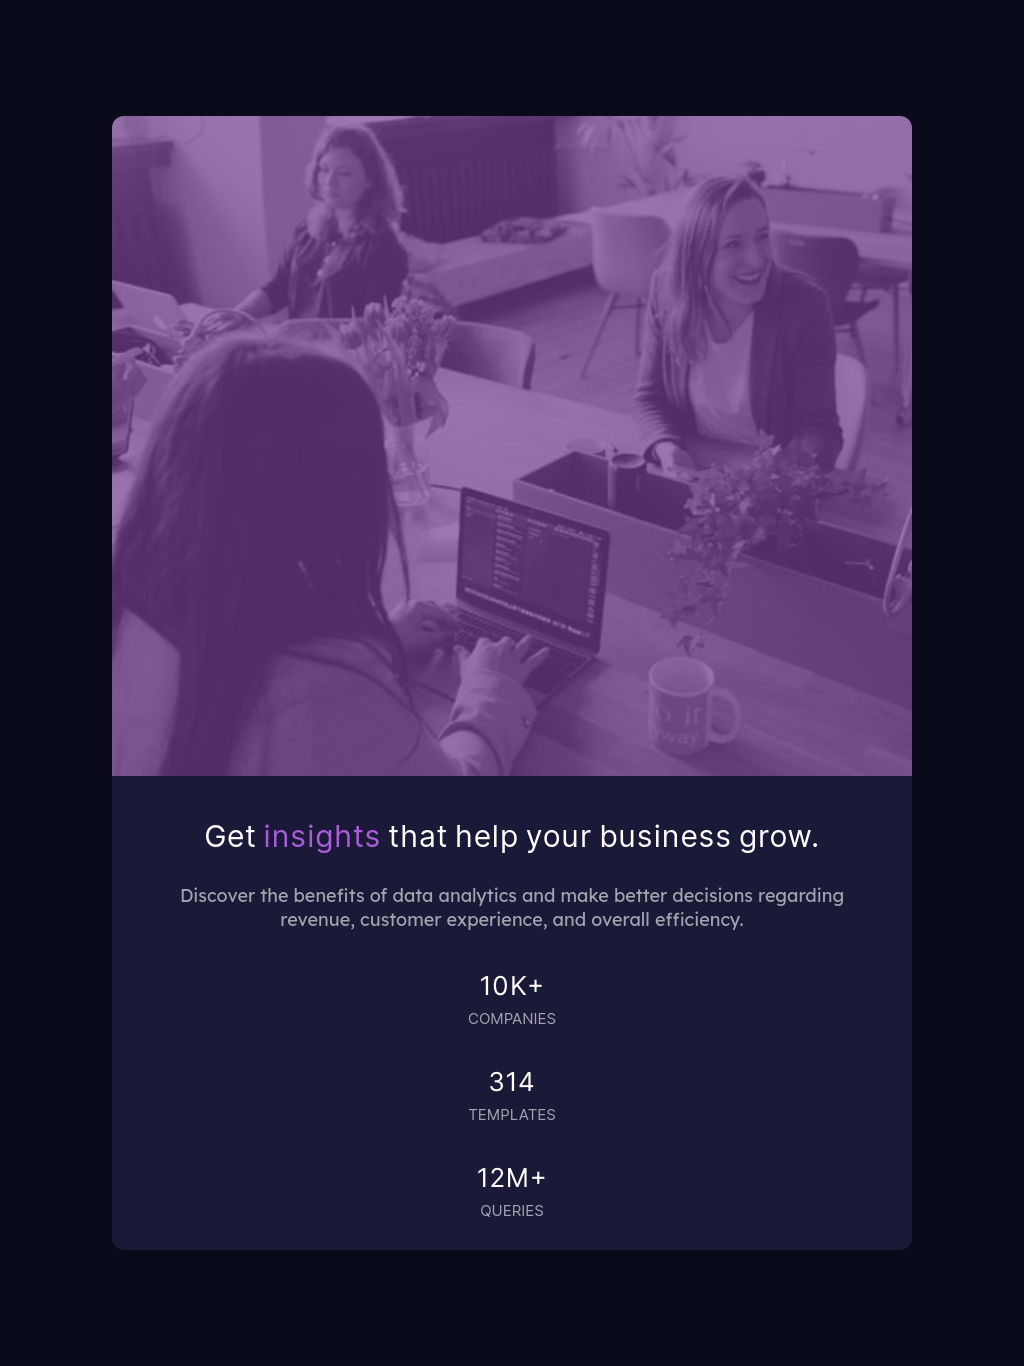 Get insights that help your business grow.
Discover the benefits of data analytics and make better decisions regarding
revenue, customer experience, and overall efficiency.
10K+
COMPANIES
314
TEMPLATES
12M+
QUERIES